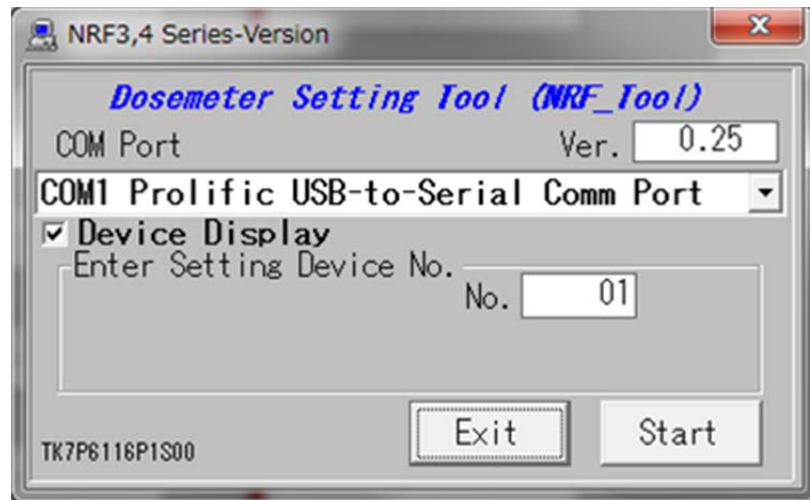 NRF3,4 Series-Version
Dosemeter Setting Tool (NRF_Tool)
COM Port Ver. 0.25
COM1 Prolific USB-to-Serial Comm Port
Device Display
Enter Setting Device No.
No. 01
Exit Start
TK7P6116P1S00